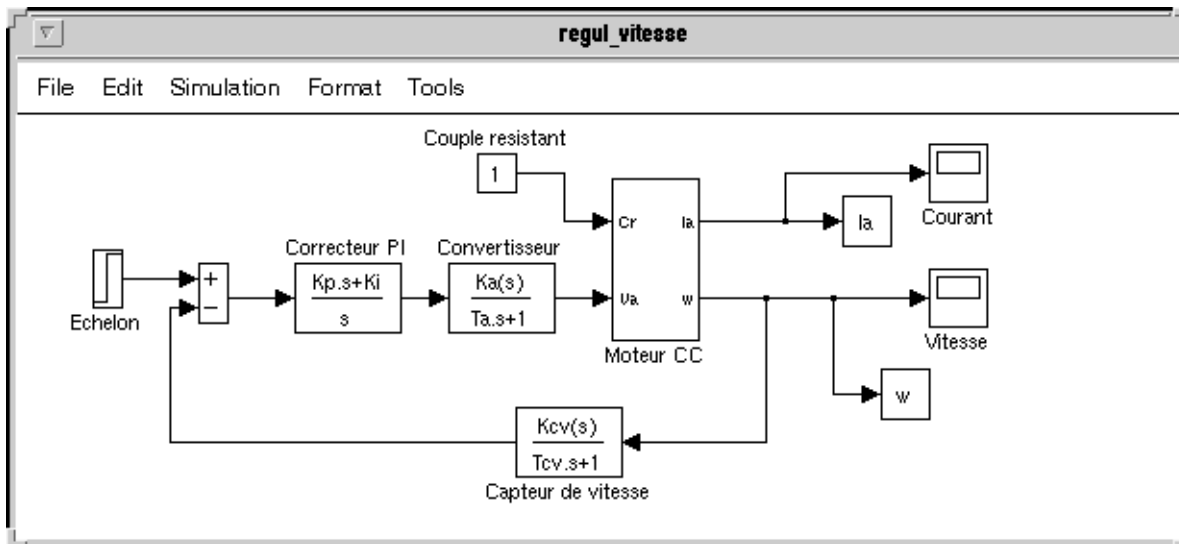 regul_vitesse
File Edit Simulation Format Tools
Couple resistant
1
Cr
Ia
Va
w
Moteur CC
Courant
Ia
Echelon
+
−
Correcteur PI
Kp.s+Ki
s
Convertisseur
Ka(s)
Ta.s+1
Vitesse
w
Kcv(s)
Tcv.s+1
Capteur de vitesse